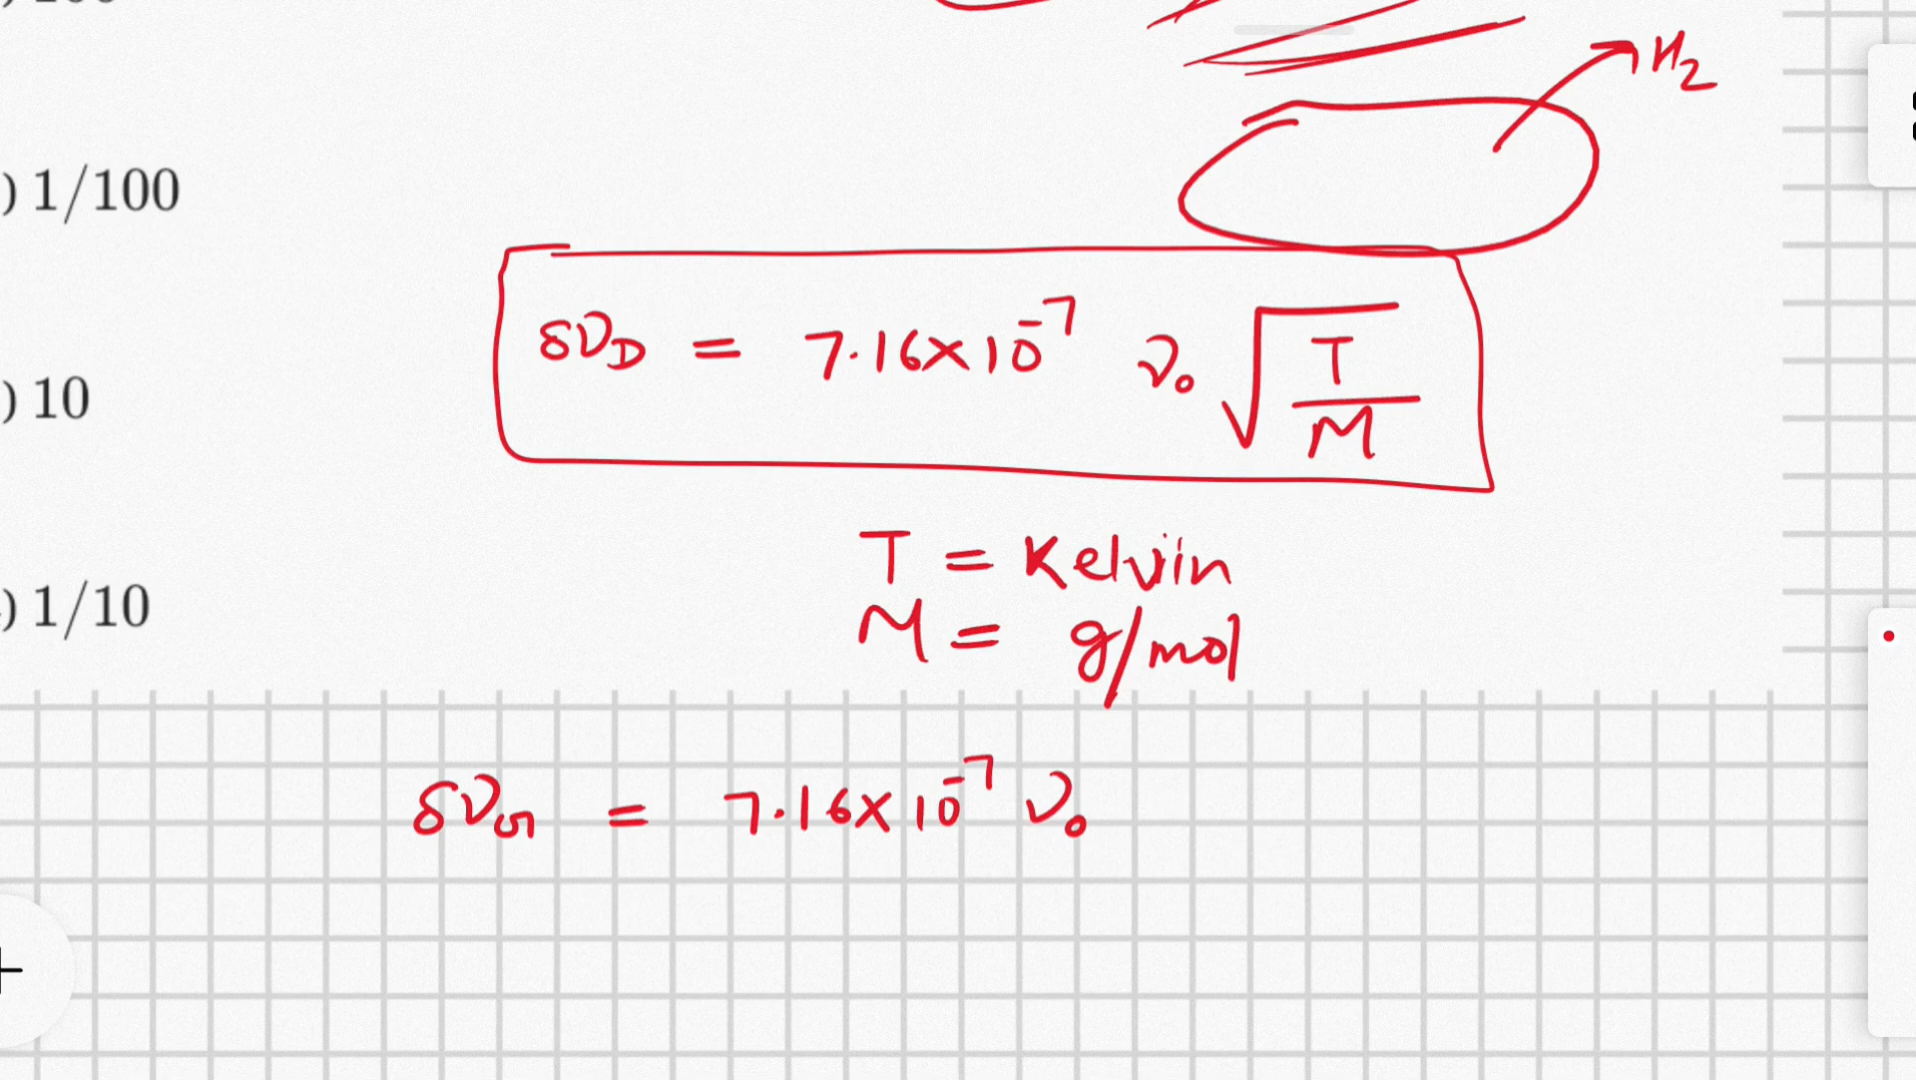 H₂
) 1/100
δν_D = 7.16×10⁻⁷ ν₀ √(T/M)
) 10
T = Kelvin
) 1/10
M = g/mol
= 7.16×10⁻⁷ ν₀